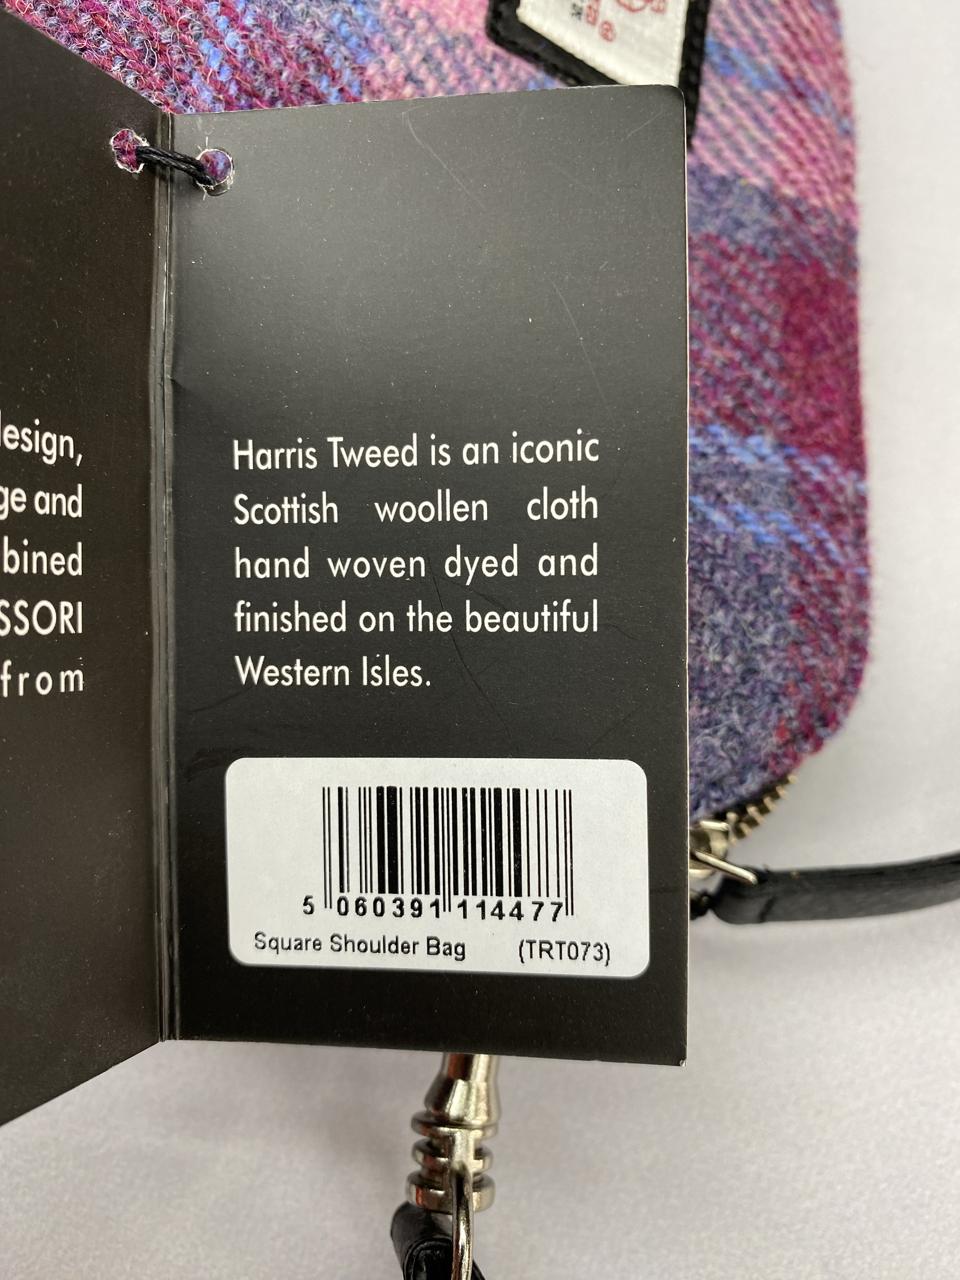 design,
ge and
bined
SSORI
from
Harris Tweed is an iconic
Scottish woollen cloth
hand woven dyed and
finished on the beautiful
Western Isles.
5 060391 114477
Square Shoulder Bag (TRT073)